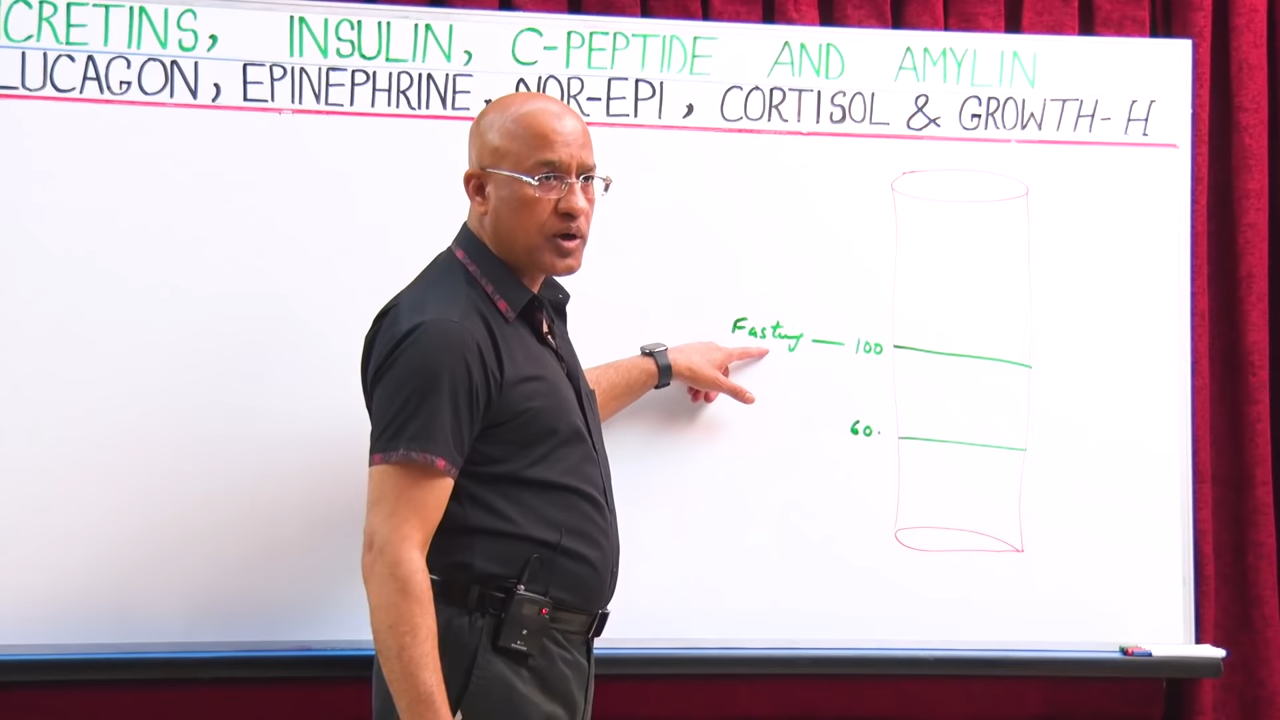 CRETINS, INSULIN, C-PEPTIDE AND AMYLIN
LUCAGON, EPINEPHRINE, NOR-EPI, CORTISOL & GROWTH-H
Fasting — 100
60.